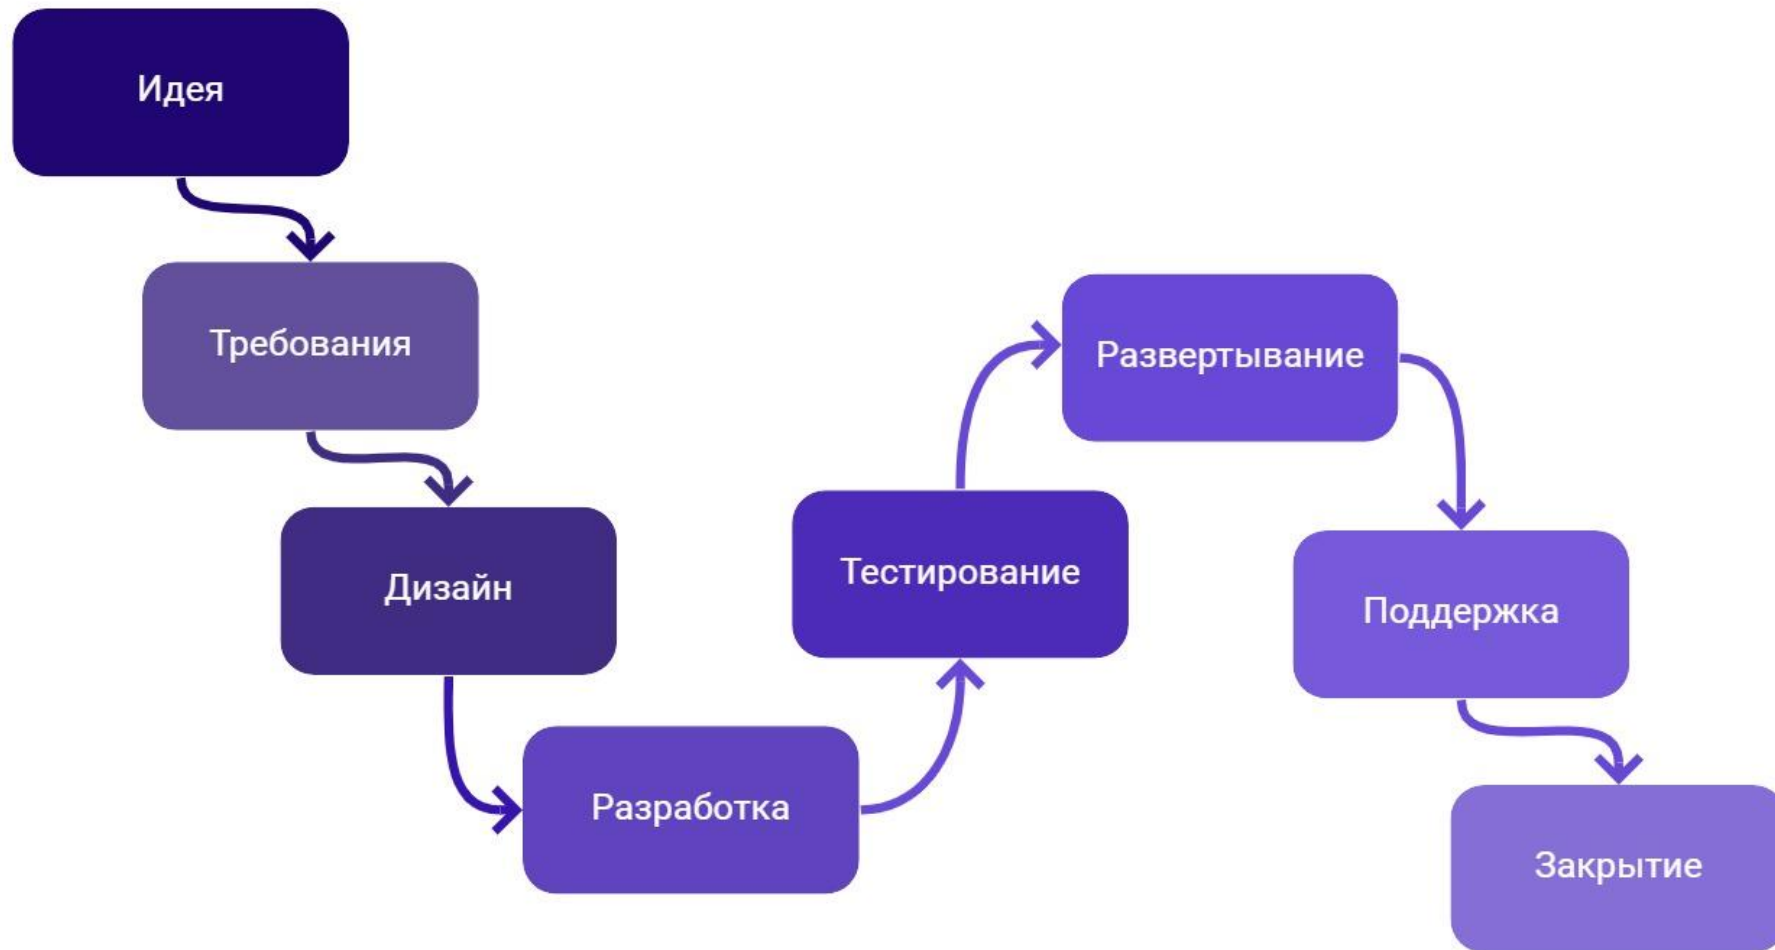 Идея
Требования
Дизайн
Разработка
Тестирование
Развертывание
Поддержка
Закрытие